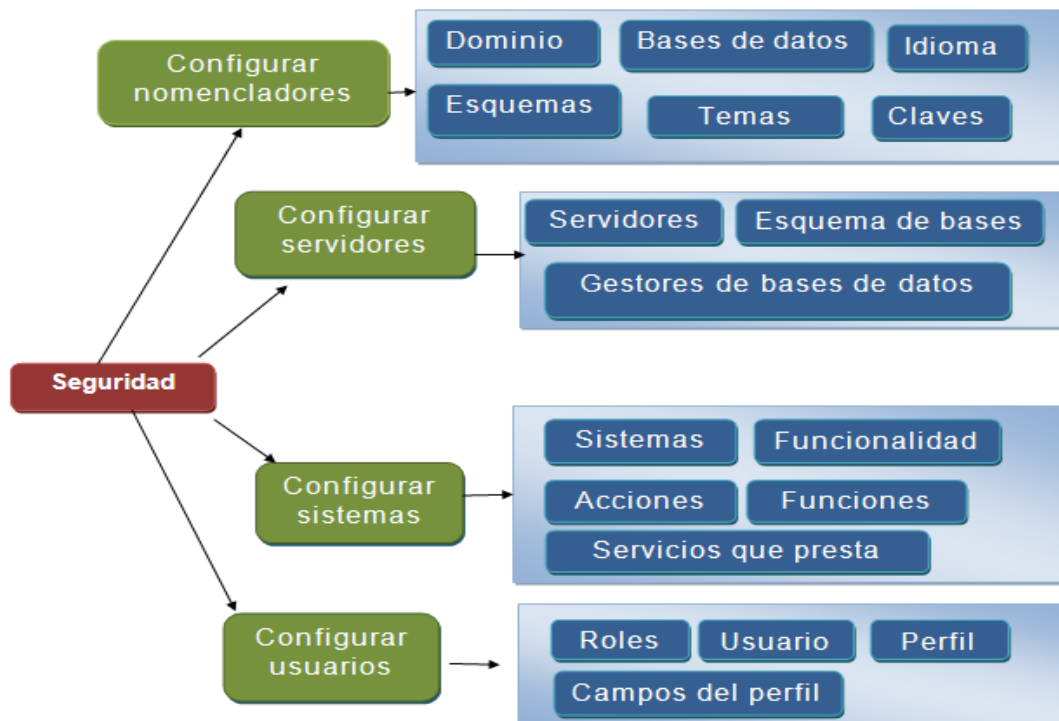 Configurar
nomencladores
Dominio
Bases de datos
Idioma
Esquemas
Temas
Claves
Configurar
servidores
Servidores
Esquema de bases
Gestores de bases de datos
Seguridad
Configurar
sistemas
Sistemas
Funcionalidad
Acciones
Funciones
Servicios que presta
Configurar
usuarios
Roles
Usuario
Perfil
Campos del perfil